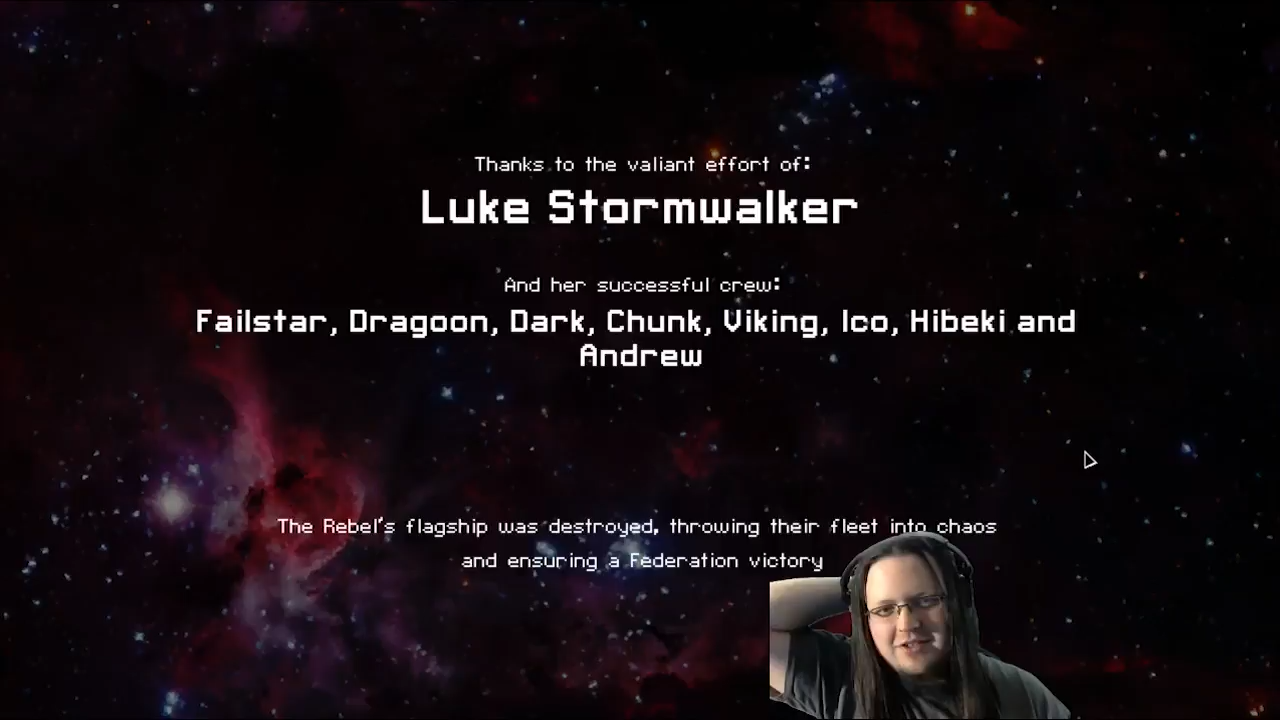 Thanks to the valiant effort of:
Luke Stormwalker
And her successful crew:
Failstar, Dragoon, Dark, Chunk, Viking, Ico, Hibeki and
Andrew
The Rebel's flagship was destroyed, throwing their fleet into chaos
and ensuring a Federation victory